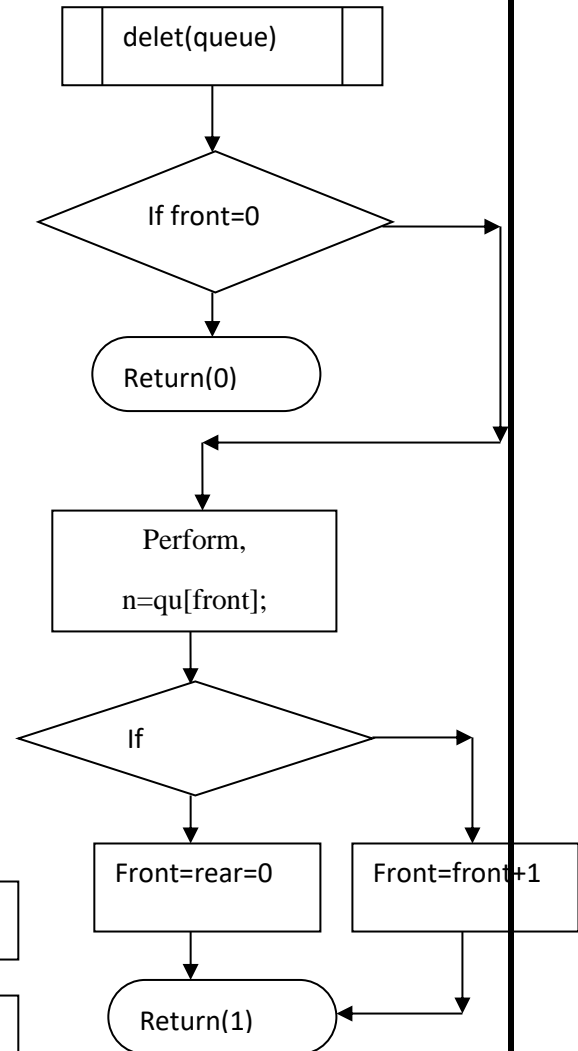 delet(queue)
If front=0
Return(0)
Perform,
n=qu[front];
If
Front=rear=0
Front=front+1
Return(1)